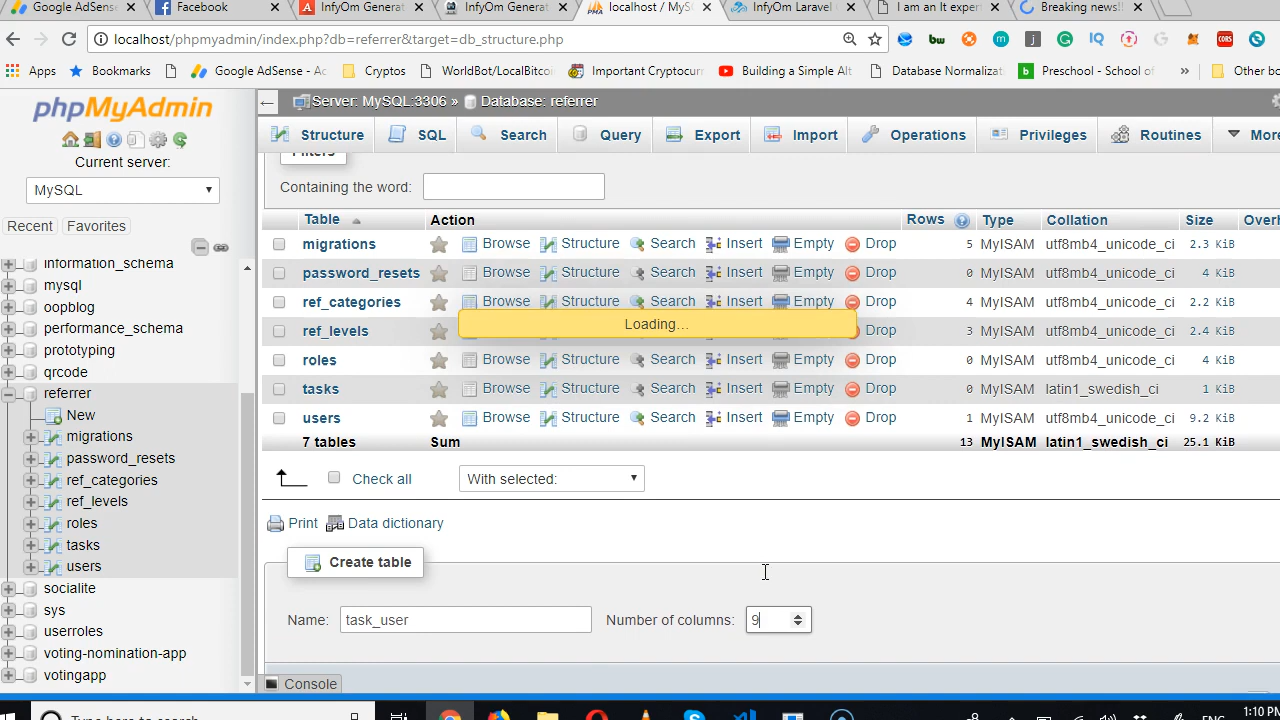 Google AdSense - × Facebook × InfyOm Generat × InfyOm Generat × localhost / MyS × InfyOm Laravel × I am an It exper × Breaking news!! ×
localhost/phpmyadmin/index.php?db=referrer&target=db_structure.php
Apps Bookmarks Google AdSense - Ac Cryptos WorldBot/LocalBitcoi Important Cryptocurr Building a Simple Alt Database Normalizat Preschool - School of » Other bo
phpMyAdmin
Current server:
MySQL
Recent Favorites
information_schema
mysql
oopblog
performance_schema
prototyping
qrcode
referrer
New
migrations
password_resets
ref_categories
ref_levels
roles
tasks
users
socialite
sys
userroles
voting-nomination-app
votingapp
Server: MySQL:3306 » Database: referrer
Structure SQL Search Query Export Import Operations Privileges Routines Mor
Filters
Containing the word:
Table Action Rows Type Collation Size Overh
migrations Browse Structure Search Insert Empty Drop 5 MyISAM utf8mb4_unicode_ci 2.3 KiB
password_resets Browse Structure Search Insert Empty Drop 0 MyISAM utf8mb4_unicode_ci 4 KiB
ref_categories Browse Structure Search Insert Empty Drop 4 MyISAM utf8mb4_unicode_ci 2.2 KiB
ref_levels Loading... Drop 3 MyISAM utf8mb4_unicode_ci 2.4 KiB
roles Browse Structure Search Insert Empty Drop 0 MyISAM utf8mb4_unicode_ci 4 KiB
tasks Browse Structure Search Insert Empty Drop 0 MyISAM latin1_swedish_ci 1 KiB
users Browse Structure Search Insert Empty Drop 1 MyISAM utf8mb4_unicode_ci 9.2 KiB
7 tables Sum 13 MyISAM latin1_swedish_ci 25.1 KiB
Check all With selected:
Print Data dictionary
Create table
Name: task_user Number of columns: 9
Console
Type here to search ENG 1:10 PM